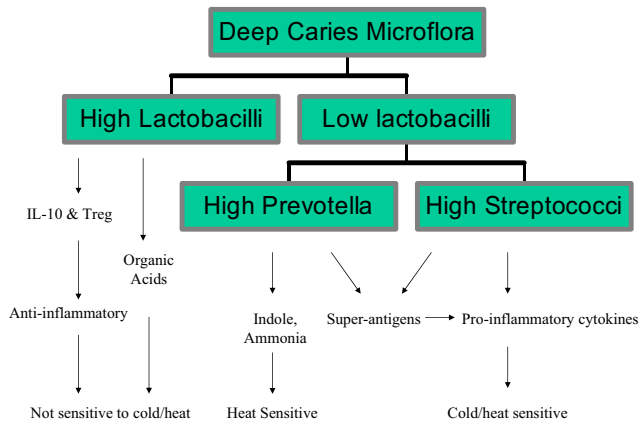 Deep Caries Microflora
High Lactobacilli
Low lactobacilli
High Prevotella
High Streptococci
IL-10 & Treg
Organic
Acids
Anti-inflammatory
Indole,
Ammonia
Super-antigens
Pro-inflammatory cytokines
Not sensitive to cold/heat
Heat Sensitive
Cold/heat sensitive